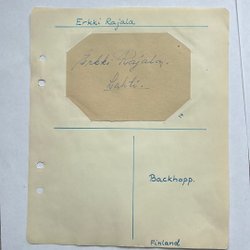 Erkki Rajala
Erkki Rajala.
Lahti.
Backhopp.
Finland